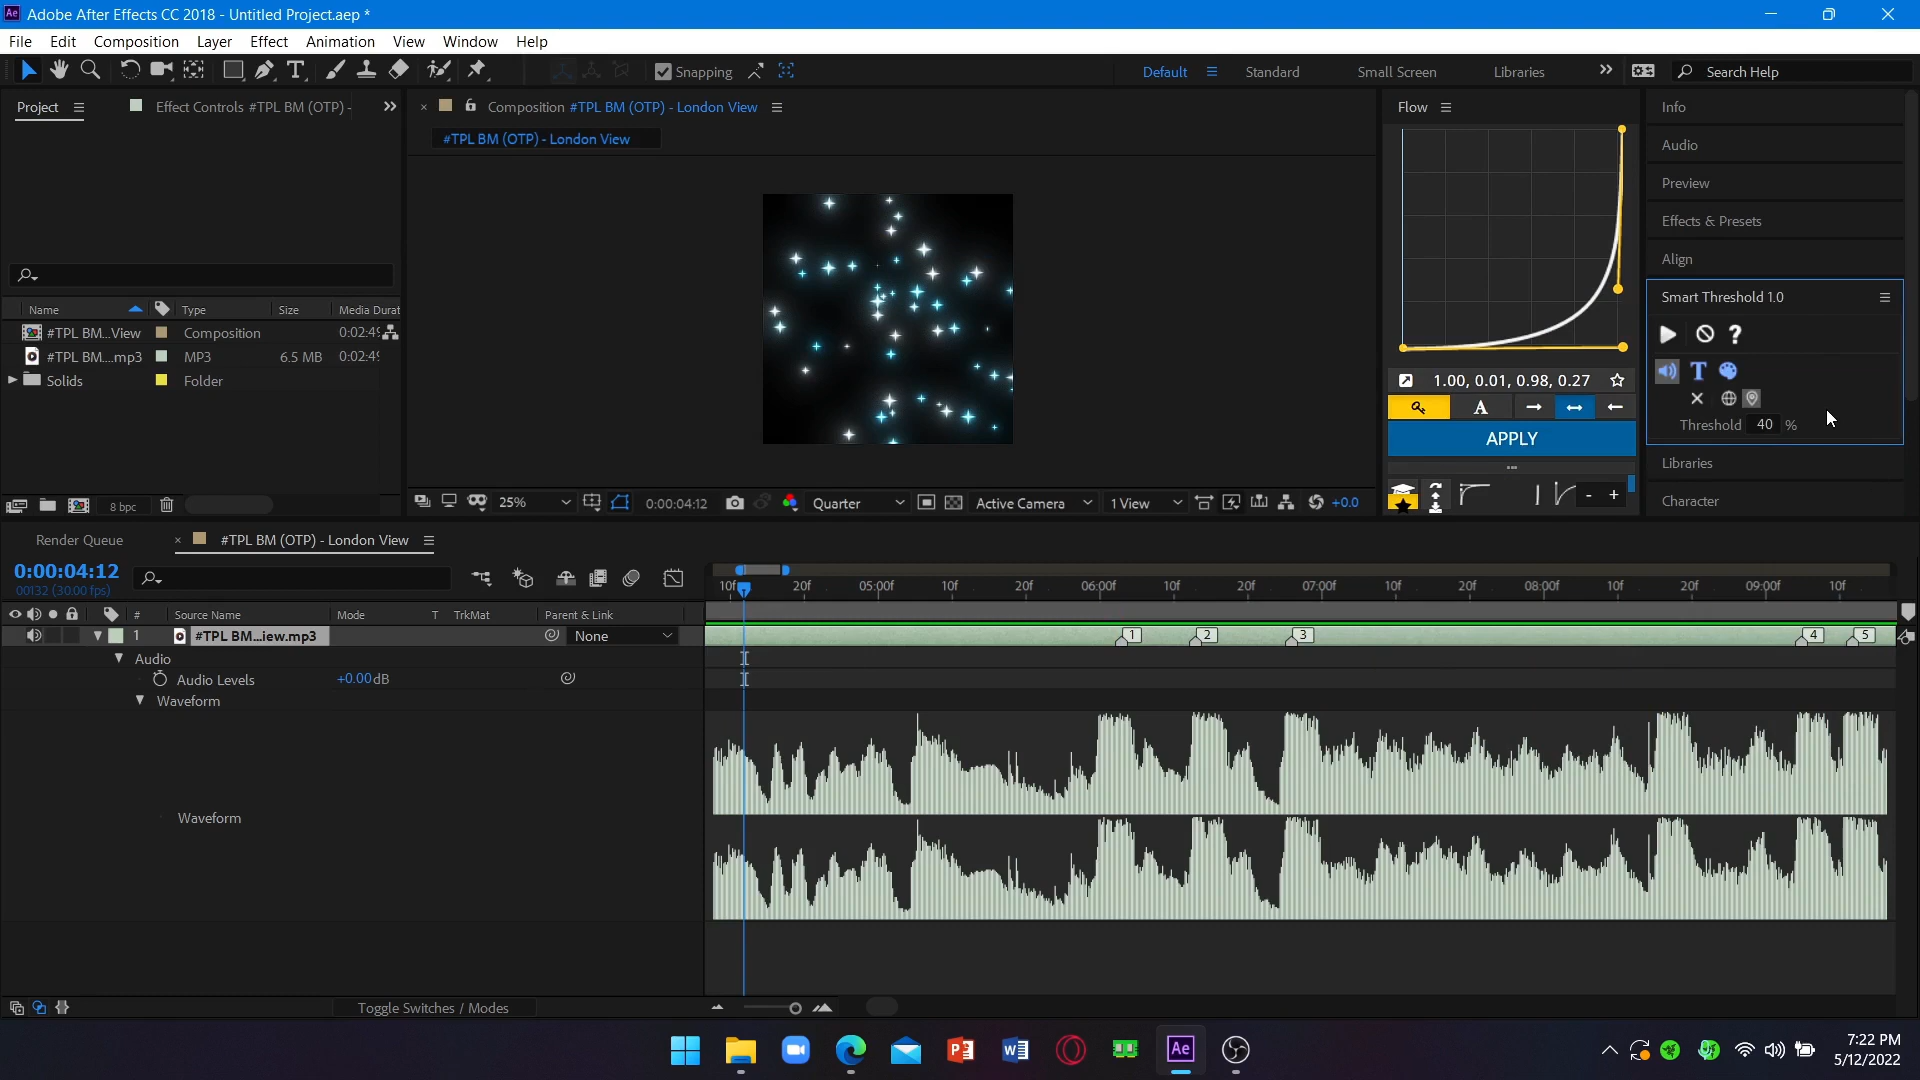 Adobe After Effects CC 2018 - Untitled Project.aep *
File Edit Composition Layer Effect Animation View Window Help
Snapping
Default Standard Small Screen Libraries Search Help
Project Effect Controls #TPL BM (OTP) -
Composition #TPL BM (OTP) - London View
#TPL BM (OTP) - London View
Flow
Info
Audio
Preview
Effects & Presets
Align
Smart Threshold 1.0
Threshold 40 %
Libraries
Character
Name Type Size Media Durat
#TPL BM...View Composition 0:02:49
#TPL BM....mp3 MP3 6.5 MB 0:02:49
Solids Folder
8 bpc
25% 0:00:04:12 Quarter Active Camera 1 View +0.0
1.00, 0.01, 0.98, 0.27
A
APPLY
Render Queue #TPL BM (OTP) - London View
0:00:04:12
00132 (30.00 fps)
10f 20f 05:00f 10f 20f 06:00f 10f 20f 07:00f 10f 20f 08:00f 10f 20f 09:00f 10f
# Source Name Mode T TrkMat Parent & Link
1 #TPL BM...iew.mp3 None 1 2 3 4 5
Audio
Audio Levels +0.00dB
Waveform
Waveform
Toggle Switches / Modes
Ae
7:22 PM
5/12/2022